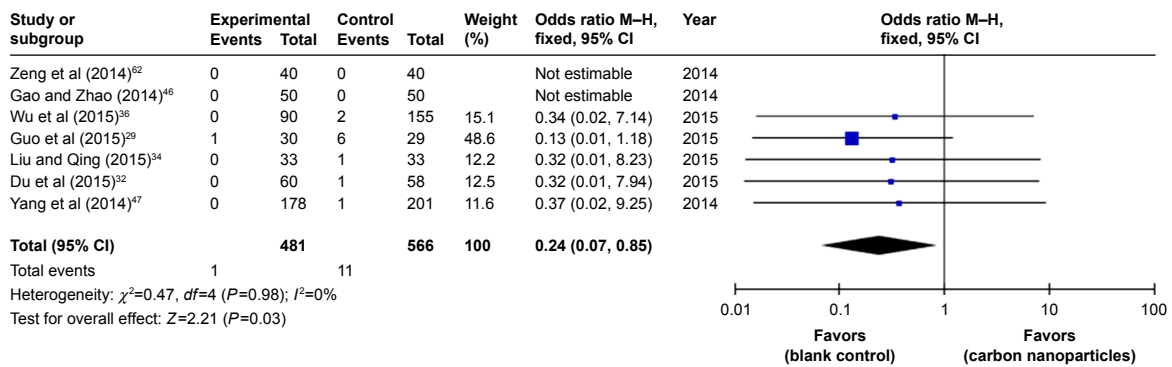 Study or subgroup Experimental Control Weight (%) Odds ratio M–H, fixed, 95% CI Year Odds ratio M–H, fixed, 95% CI
Events Total Events Total
Zeng et al (2014)62 0 40 0 40 Not estimable 2014
Gao and Zhao (2014)46 0 50 0 50 Not estimable 2014
Wu et al (2015)36 0 90 2 155 15.1 0.34 (0.02, 7.14) 2015
Guo et al (2015)29 1 30 6 29 48.6 0.13 (0.01, 1.18) 2015
Liu and Qing (2015)34 0 33 1 33 12.2 0.32 (0.01, 8.23) 2015
Du et al (2015)32 0 60 1 58 12.5 0.32 (0.01, 7.94) 2015
Yang et al (2014)47 0 178 1 201 11.6 0.37 (0.02, 9.25) 2014
Total (95% CI) 481 566 100 0.24 (0.07, 0.85)
Total events 1 11
Heterogeneity: χ²=0.47, df=4 (P=0.98); I²=0%
Test for overall effect: Z=2.21 (P=0.03)
0.01 0.1 1 10 100
Favors Favors
(blank control) (carbon nanoparticles)